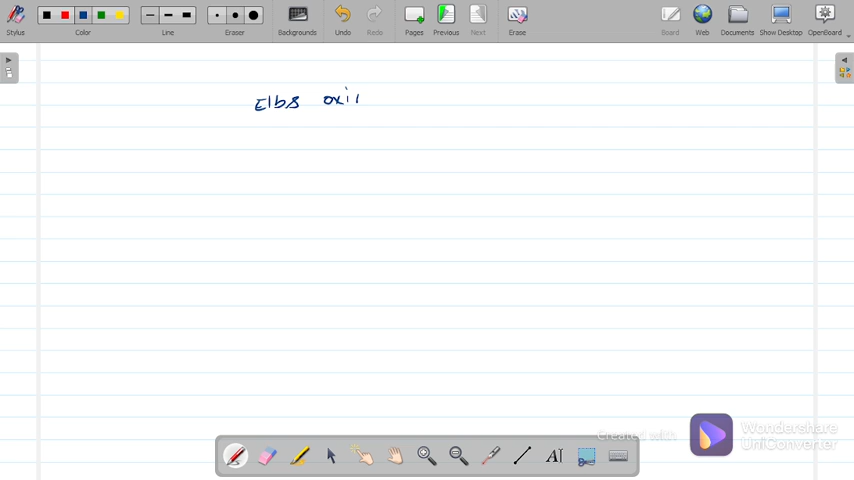 Stylus
Color
Line
Eraser
Backgrounds
Undo
Redo
Pages
Previous
Next
Erase
Board
Web
Documents
Show Desktop
OpenBoard
Elbs oxi
Created with
Wondershare
UniConverter